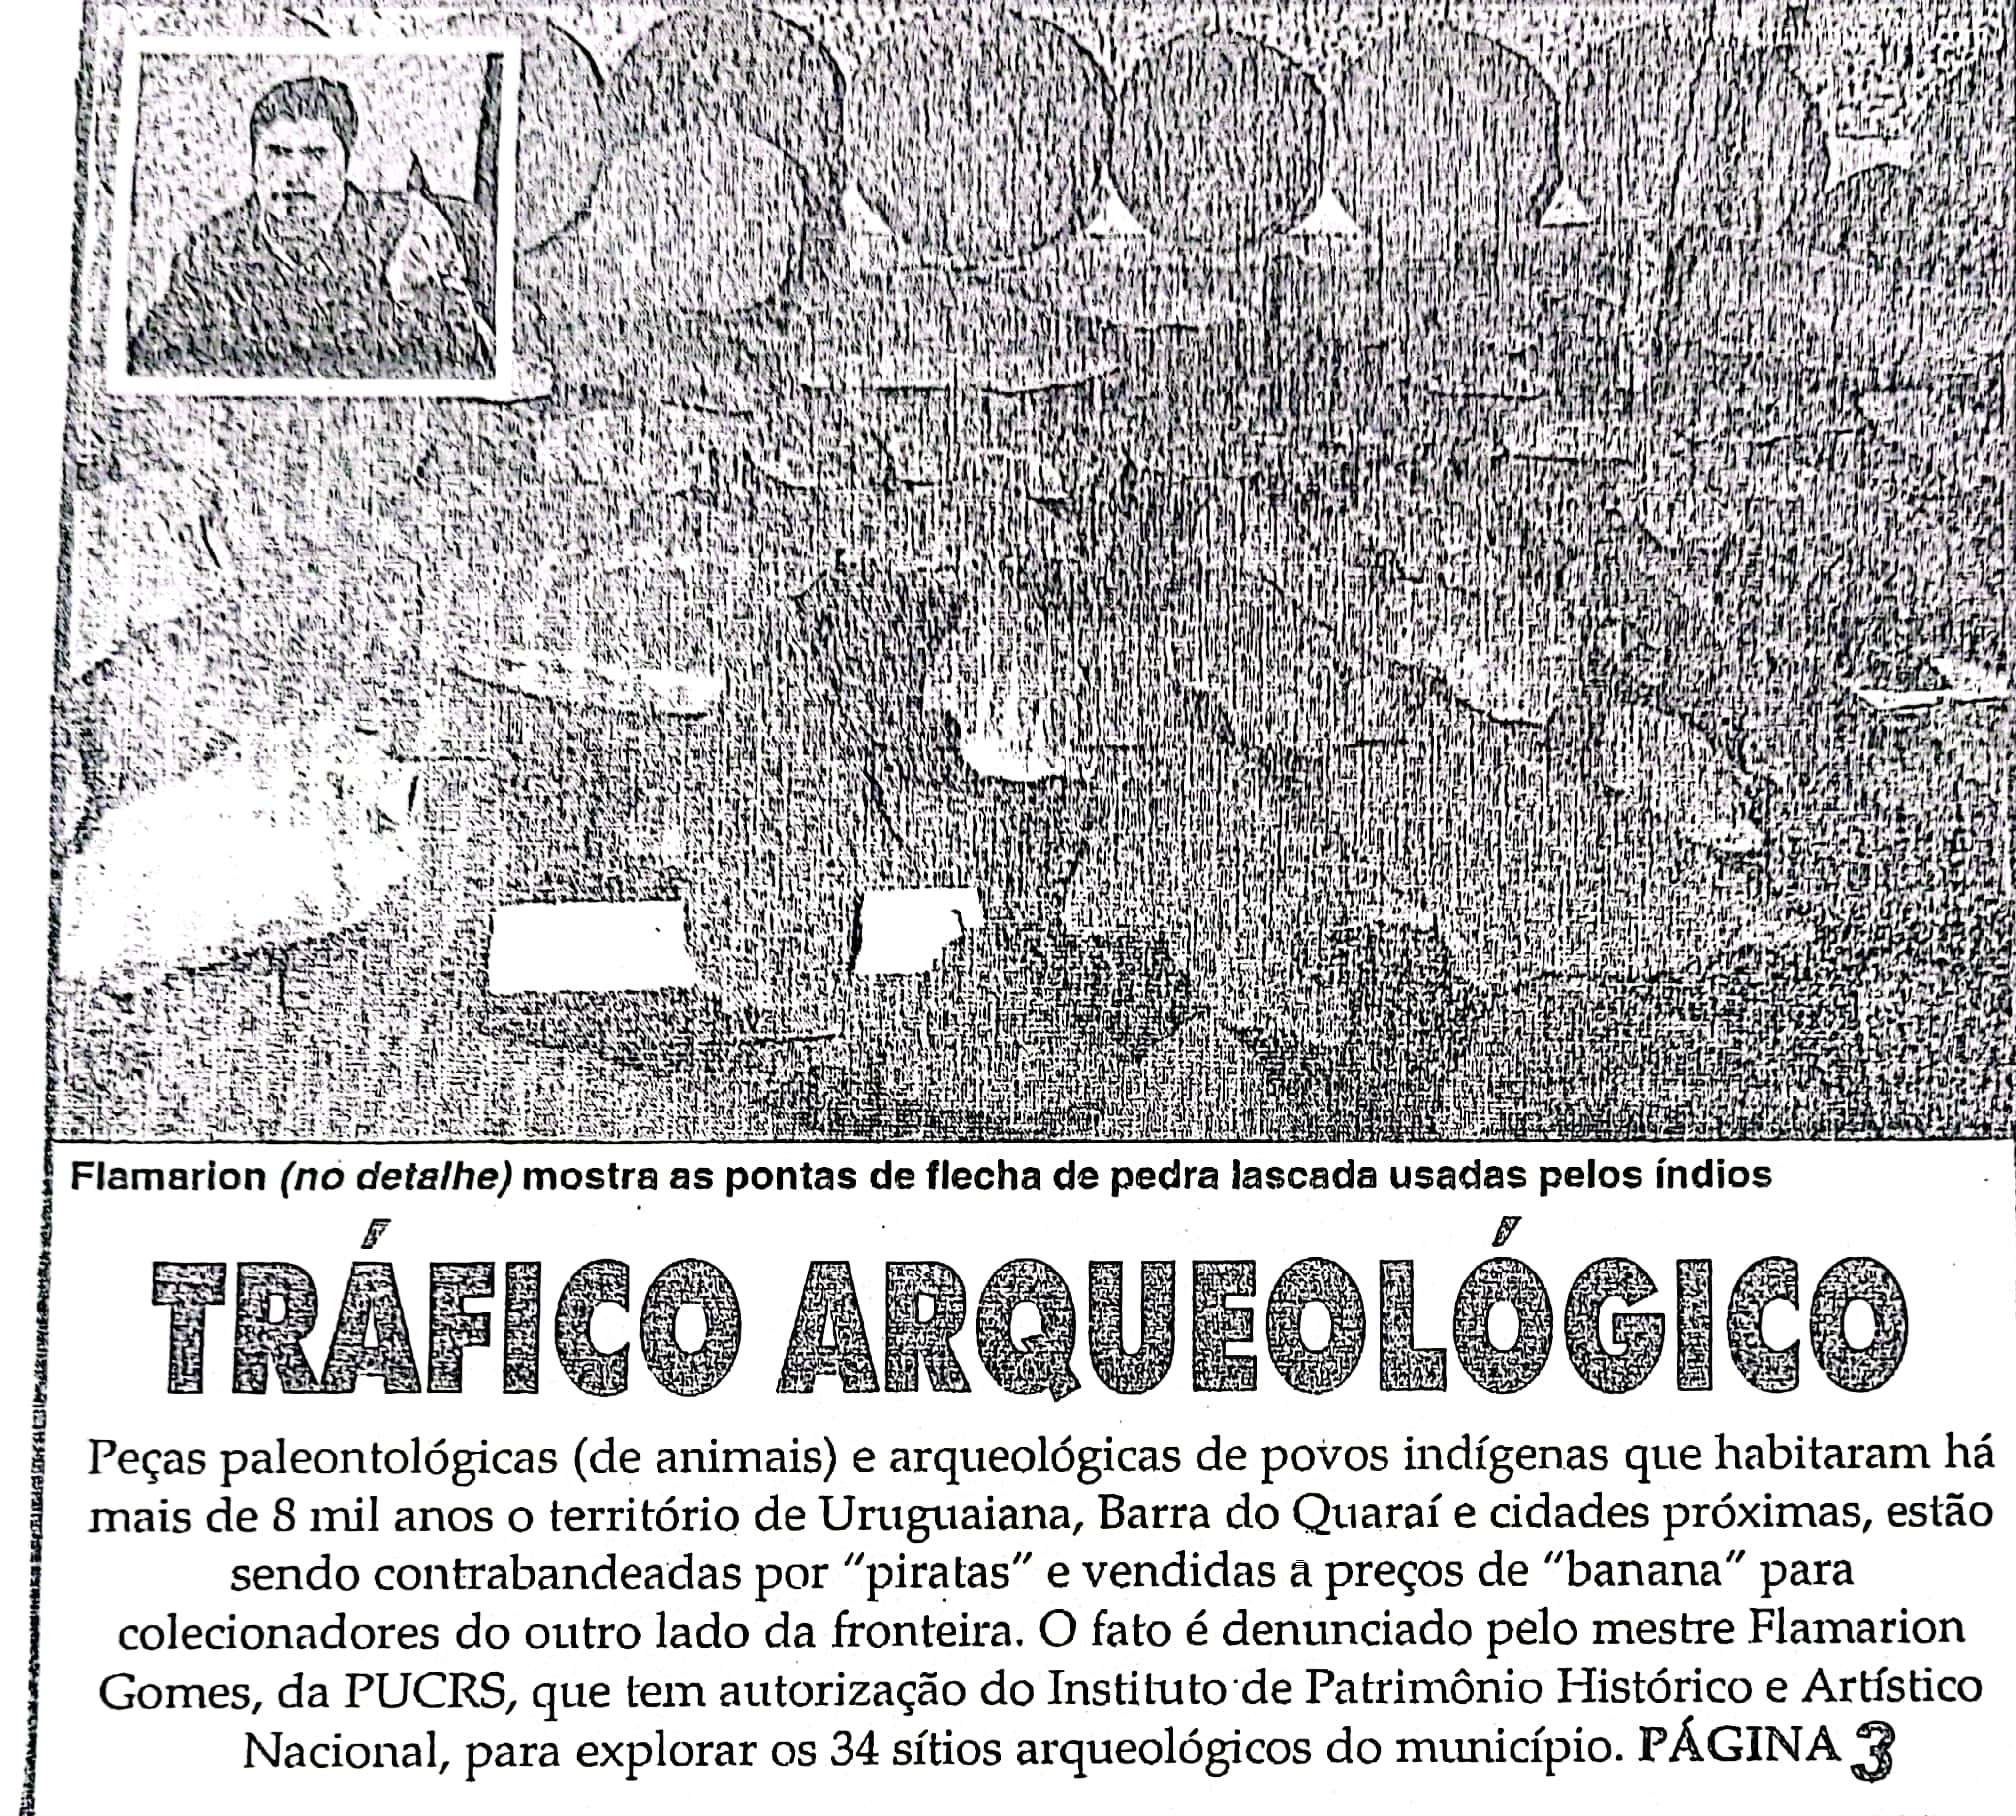 Flamarion (no detalhe) mostra as pontas de flecha de pedra lascada usadas pelos índios
TRÁFICO ARQUEOLÓGICO
Peças paleontológicas (de animais) e arqueológicas de povos indígenas que habitaram há
mais de 8 mil anos o território de Uruguaiana, Barra do Quaraí e cidades próximas, estão
sendo contrabandeadas por "piratas" e vendidas a preços de "banana" para
colecionadores do outro lado da fronteira. O fato é denunciado pelo mestre Flamarion
Gomes, da PUCRS, que tem autorização do Instituto de Patrimônio Histórico e Artístico
Nacional, para explorar os 34 sítios arqueológicos do município. PÁGINA 3